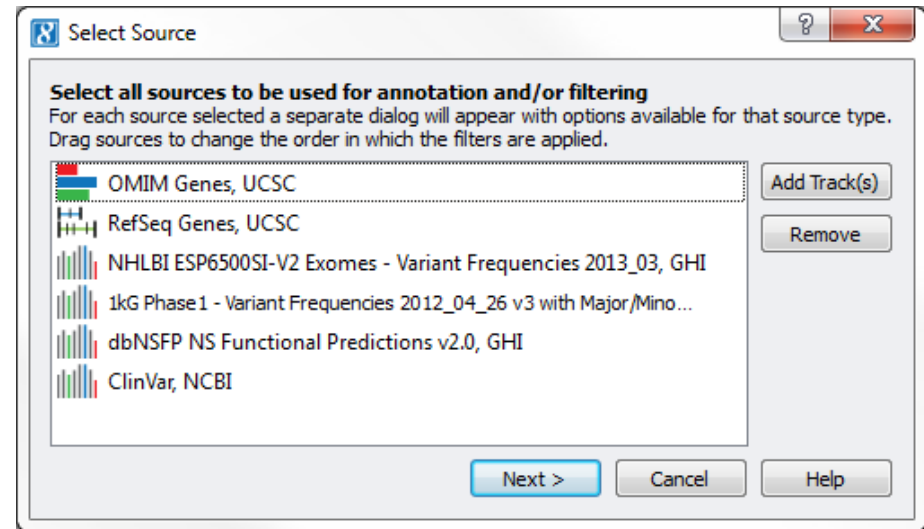 Select Source
Select all sources to be used for annotation and/or filtering
For each source selected a separate dialog will appear with options available for that source type.
Drag sources to change the order in which the filters are applied.
OMIM Genes, UCSC
Add Track(s)
RefSeq Genes, UCSC
Remove
NHLBI ESP6500SI-V2 Exomes - Variant Frequencies 2013_03, GHI
1kG Phase1 - Variant Frequencies 2012_04_26 v3 with Major/Mino...
dbNSFP NS Functional Predictions v2.0, GHI
ClinVar, NCBI
Next >
Cancel
Help